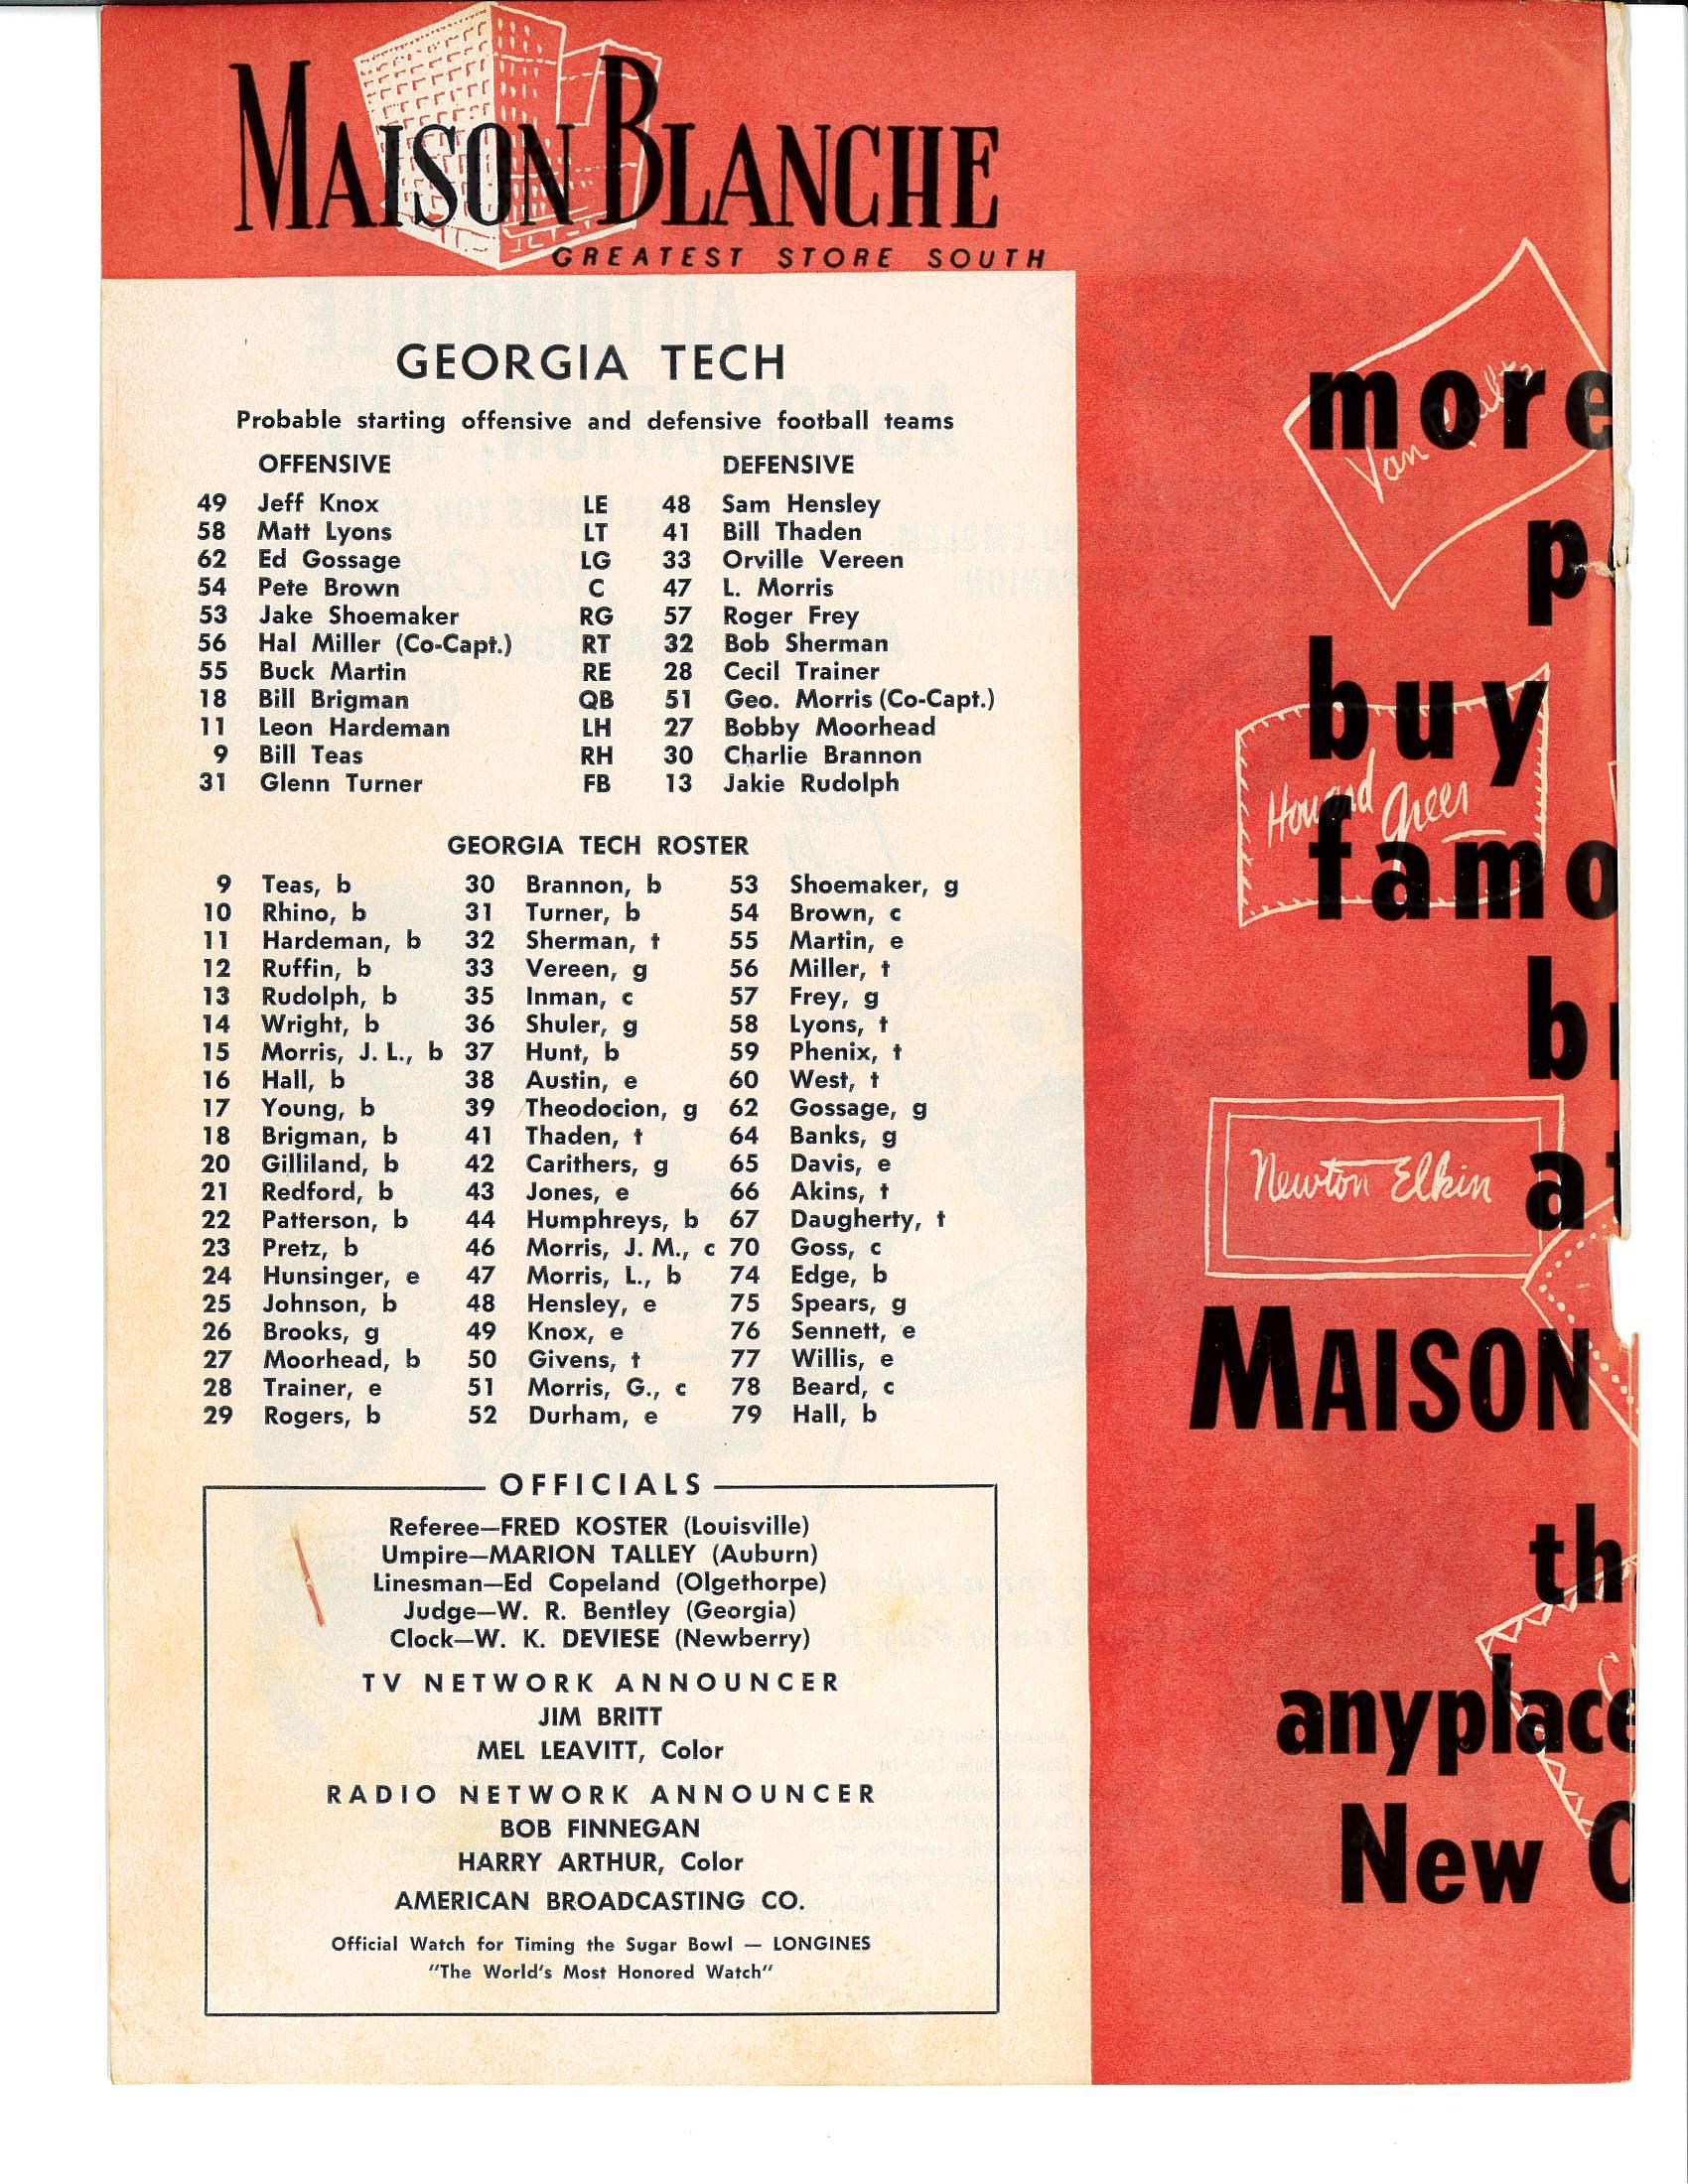 MAISON BLANCHE
GREATEST STORE SOUTH
GEORGIA TECH
Probable starting offensive and defensive football teams
OFFENSIVE DEFENSIVE
49 Jeff Knox LE 48 Sam Hensley
58 Matt Lyons LT 41 Bill Thaden
62 Ed Gossage LG 33 Orville Vereen
54 Pete Brown C 47 L. Morris
53 Jake Shoemaker RG 57 Roger Frey
56 Hal Miller (Co-Capt.) RT 32 Bob Sherman
55 Buck Martin RE 28 Cecil Trainer
18 Bill Brigman QB 51 Geo. Morris (Co-Capt.)
11 Leon Hardeman LH 27 Bobby Moorhead
9 Bill Teas RH 30 Charlie Brannon
31 Glenn Turner FB 13 Jakie Rudolph
GEORGIA TECH ROSTER
9 Teas, b 30 Brannon, b 53 Shoemaker, g
10 Rhino, b 31 Turner, b 54 Brown, c
11 Hardeman, b 32 Sherman, t 55 Martin, e
12 Ruffin, b 33 Vereen, g 56 Miller, t
13 Rudolph, b 35 Inman, c 57 Frey, g
14 Wright, b 36 Shuler, g 58 Lyons, t
15 Morris, J. L., b 37 Hunt, b 59 Phenix, t
16 Hall, b 38 Austin, e 60 West, t
17 Young, b 39 Theodocion, g 62 Gossage, g
18 Brigman, b 41 Thaden, t 64 Banks, g
20 Gilliland, b 42 Carithers, g 65 Davis, e
21 Redford, b 43 Jones, e 66 Akins, t
22 Patterson, b 44 Humphreys, b 67 Daugherty, t
23 Pretz, b 46 Morris, J. M., c 70 Goss, c
24 Hunsinger, e 47 Morris, L., b 74 Edge, b
25 Johnson, b 48 Hensley, e 75 Spears, g
26 Brooks, g 49 Knox, e 76 Sennett, e
27 Moorhead, b 50 Givens, t 77 Willis, e
28 Trainer, e 51 Morris, G., c 78 Beard, c
29 Rogers, b 52 Durham, e 79 Hall, b
OFFICIALS
Referee—FRED KOSTER (Louisville)
Umpire—MARION TALLEY (Auburn)
Linesman—Ed Copeland (Olgethorpe)
Judge—W. R. Bentley (Georgia)
Clock—W. K. DEVIESE (Newberry)
TV NETWORK ANNOUNCER
JIM BRITT
MEL LEAVITT, Color
RADIO NETWORK ANNOUNCER
BOB FINNEGAN
HARRY ARTHUR, Color
AMERICAN BROADCASTING CO.
Official Watch for Timing the Sugar Bowl — LONGINES
"The World's Most Honored Watch"
more
Van Raalte
p
buy
Howard Greer
famo
b
at
Newton Elkin
MAISON
th
anyplace
New O